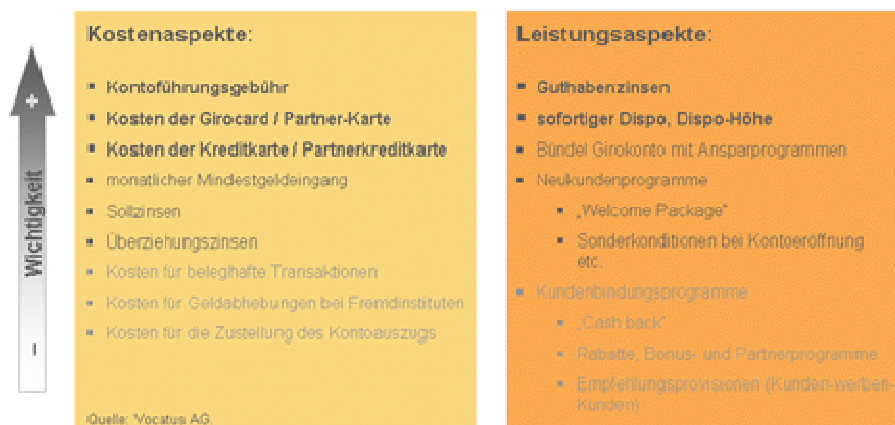 Kostenaspekte:
Kontoführungsgebühr
Kosten der Girocard / Partner-Karte
Kosten der Kreditkarte / Partnerkreditkarte
monatlicher Mindestgeldeingang
Sollzinsen
Überziehungszinsen
Kosten für beleghafte Transaktionen
Kosten für Geldabhebungen bei Fremdinstituten
Kosten für die Zustellung des Kontoauszugs
Quelle: Vocatus AG.
Leistungsaspekte:
Guthabenzinsen
sofortiger Dispo, Dispo-Höhe
Bündel Girokonto mit Ansparprogrammen
Neukundenprogramme
„Welcome Package“
Sonderkonditionen bei Kontoeröffnung
etc.
Kundenbindungsprogramme
„Cash back“
Rabatte, Bonus- und Partnerprogramme
Empfehlungsprovisionen (Kunden-werben-
Kunden)
+
Wichtigkeit
–